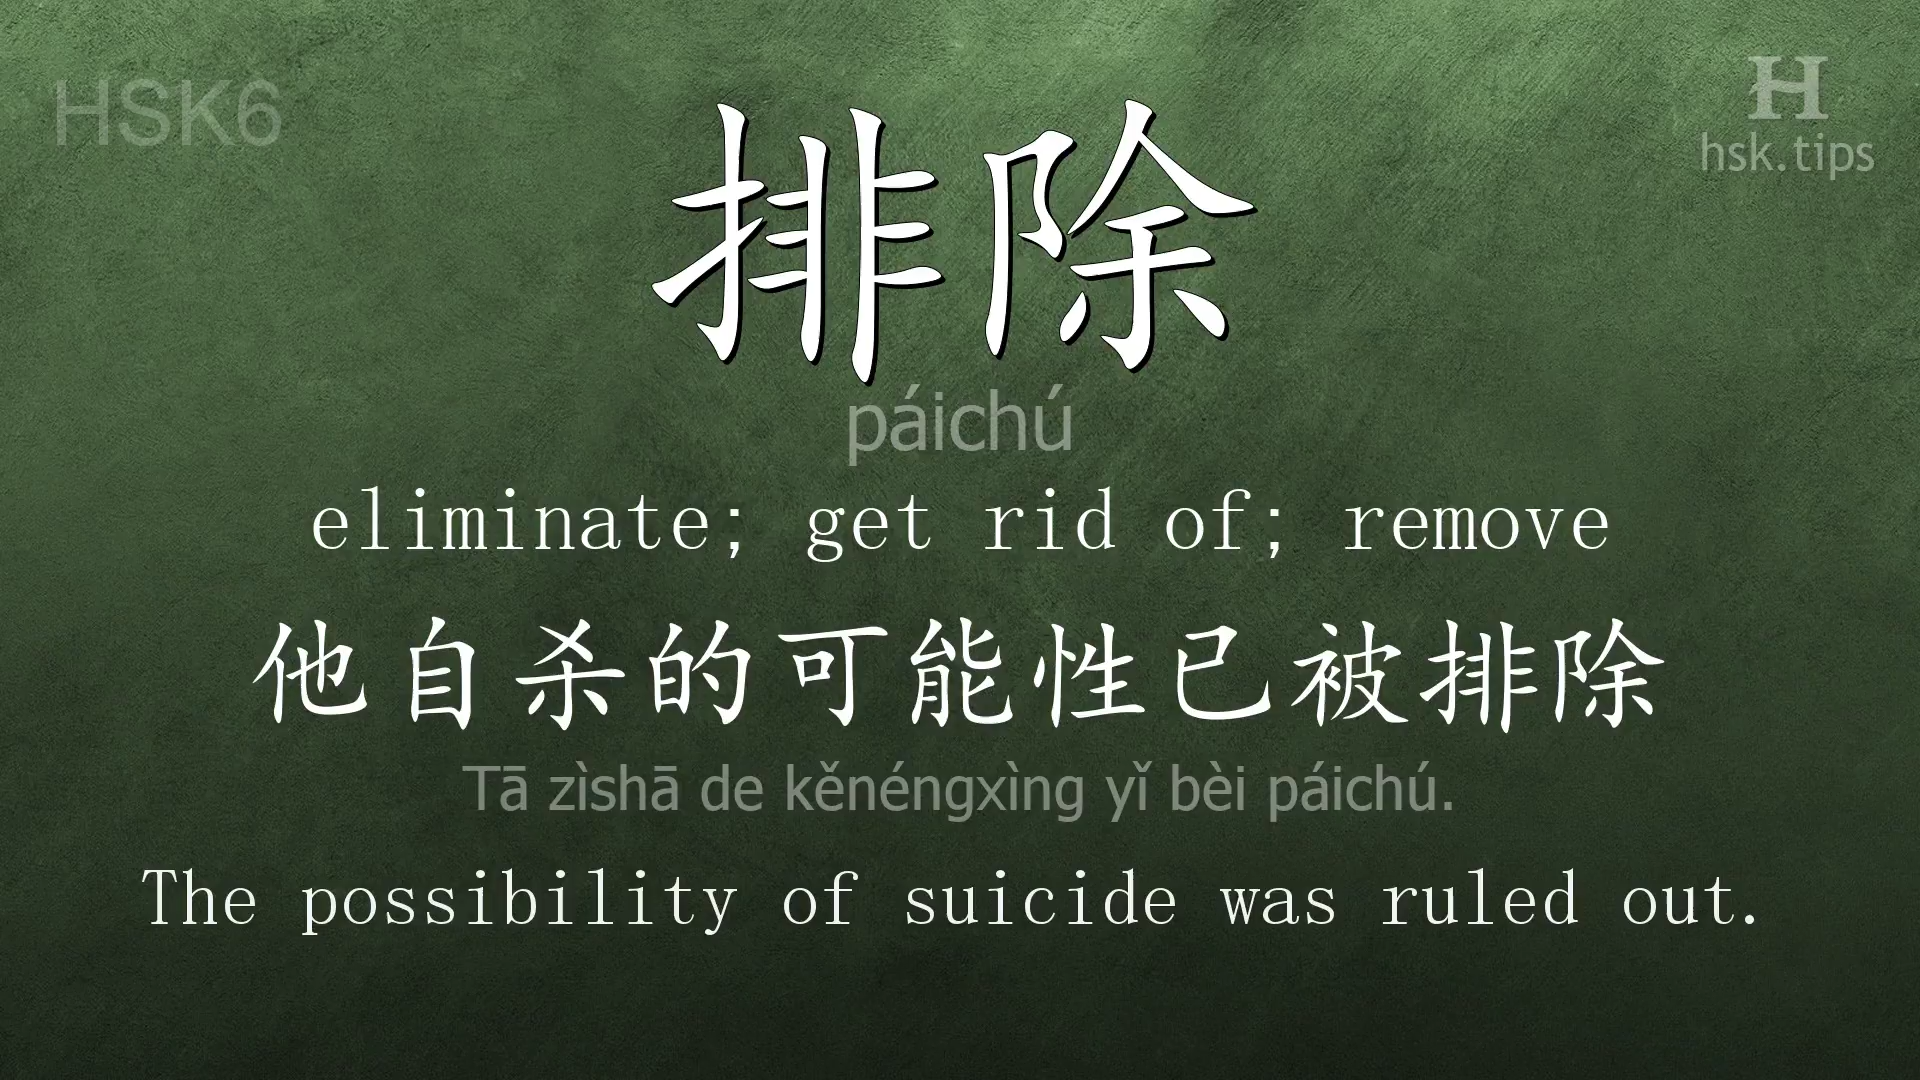 HSK6
H
hsk.tips
排除
páichú
eliminate; get rid of; remove
他自杀的可能性已被排除
Tā zìshā de kěnéngxìng yǐ bèi páichú.
The possibility of suicide was ruled out.